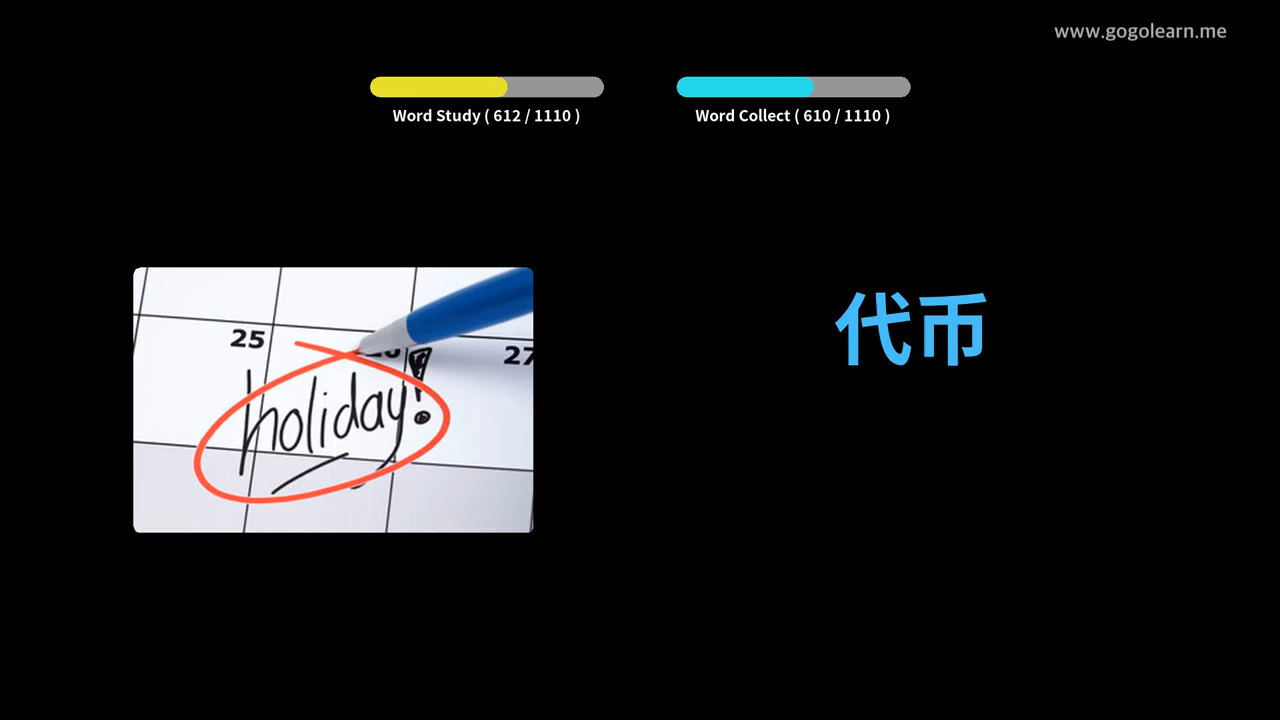 www.gogolearn.me
Word Study ( 612 / 1110 )
Word Collect ( 610 / 1110 )
代币
25
27
holiday!